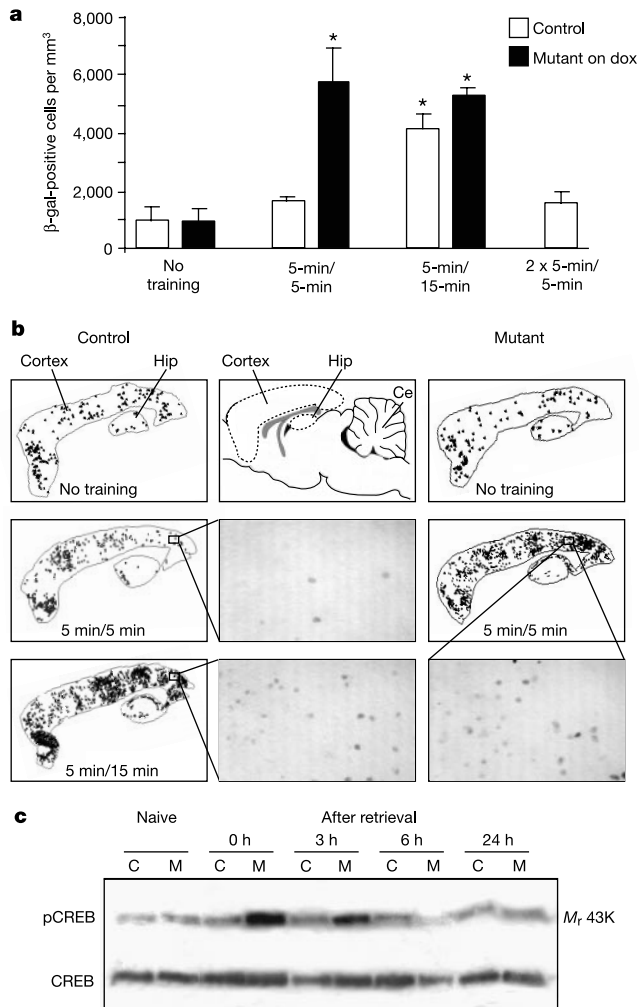 a
8,000
6,000
4,000
2,000
0
β-gal-positive cells per mm³
Control
Mutant on dox
*
*
*
No training
5-min/ 5-min
5-min/ 15-min
2 x 5-min/ 5-min
b
Control
Mutant
Cortex
Hip
Cortex
Hip
Ce
No training
No training
5 min/5 min
5 min/5 min
5 min/15 min
c
Naive
After retrieval
0 h
3 h
6 h
24 h
C M C M C M C M C M
pCREB
Mr 43K
CREB